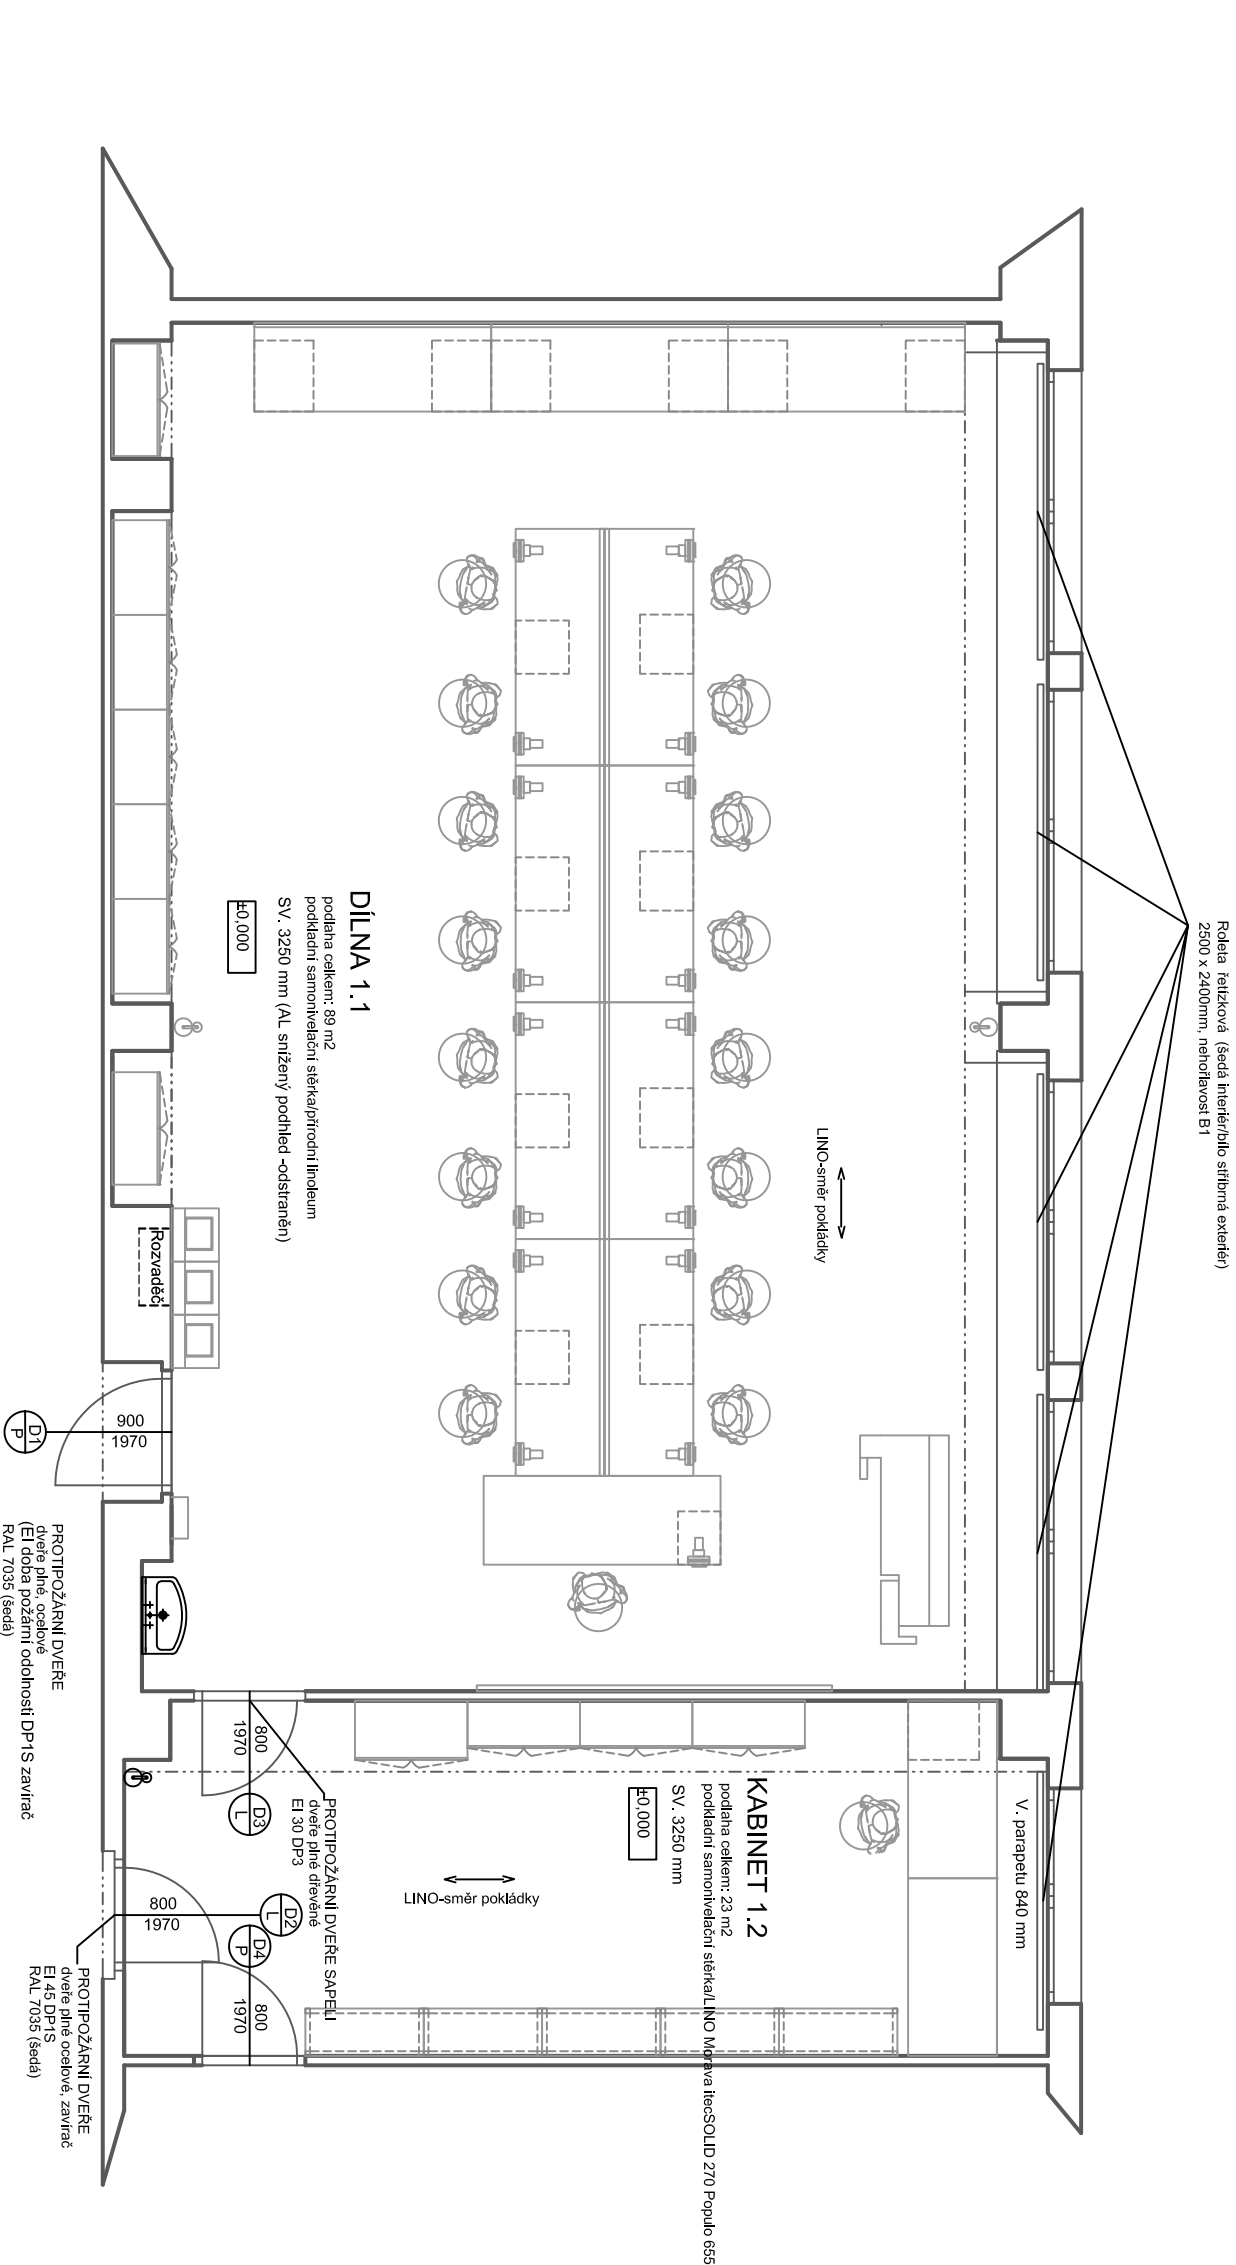 Roleta řetízková (šedá interiér/bílo stříbrná exteriér)
2500 x 2400mm, nehořlavost B1
LINO-směr pokládky
DÍLNA 1.1
podlaha celkem: 89 m2
podkladní samonivelační stěrka/přírodní linoleum
SV. 3250 mm (AL snížený podhled -odstraněn)
±0,000
Rozvaděč
900
1970
D1
P
PROTIPOŽÁRNÍ DVEŘE
dveře plné, ocelové
(EI doba požární odolnosti DP1S zavírač
RAL 7035 (šedá)
V. parapetu 840 mm
KABINET 1.2
podlaha celkem: 23 m2
podkladní samonivelační stěrka/LINO Morava itecSOLID 270 Populo 655
SV. 3250 mm
±0,000
LINO-směr pokládky
PROTIPOŽÁRNÍ DVEŘE SAPELI
dveře plné dřevěné
EI 30 DP3
800
1970
D3
L
D2
L
800
1970
D4
P
800
1970
PROTIPOŽÁRNÍ DVEŘE
dveře plné ocelové, zavírač
EI 45 DP1S
RAL 7035 (šedá)